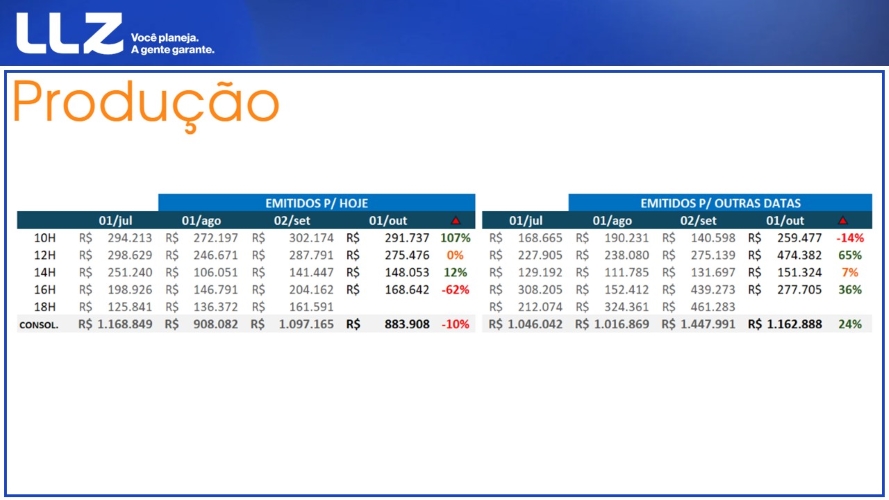 LLZ Você planeja.
A gente garante.
Produção
EMITIDOS P/ HOJE EMITIDOS P/ OUTRAS DATAS
01/jul 01/ago 02/set 01/out 01/jul 01/ago 02/set 01/out
10H R$ 294.213 R$ 272.197 R$ 302.174 R$ 291.737 107% R$ 168.665 R$ 190.231 R$ 140.598 R$ 259.477 -14%
12H R$ 298.629 R$ 246.671 R$ 287.791 R$ 275.476 0% R$ 227.905 R$ 238.080 R$ 275.139 R$ 474.382 65%
14H R$ 251.240 R$ 106.051 R$ 141.447 R$ 148.053 12% R$ 129.192 R$ 111.785 R$ 131.697 R$ 151.324 7%
16H R$ 198.926 R$ 146.791 R$ 204.162 R$ 168.642 -62% R$ 308.205 R$ 152.412 R$ 439.273 R$ 277.705 36%
18H R$ 125.841 R$ 136.372 R$ 161.591 R$ 212.074 R$ 324.361 R$ 461.283
CONSOL. R$ 1.168.849 R$ 908.082 R$ 1.097.165 R$ 883.908 -10% R$ 1.046.042 R$ 1.016.869 R$ 1.447.991 R$ 1.162.888 24%